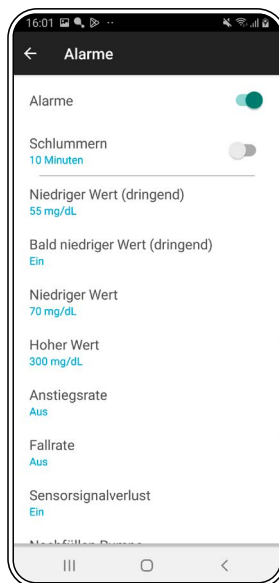 16:01
Alarme
Alarme
Schlummern
10 Minuten
Niedriger Wert (dringend)
55 mg/dL
Bald niedriger Wert (dringend)
Ein
Niedriger Wert
70 mg/dL
Hoher Wert
300 mg/dL
Anstiegsrate
Aus
Fallrate
Aus
Sensorsignalverlust
Ein